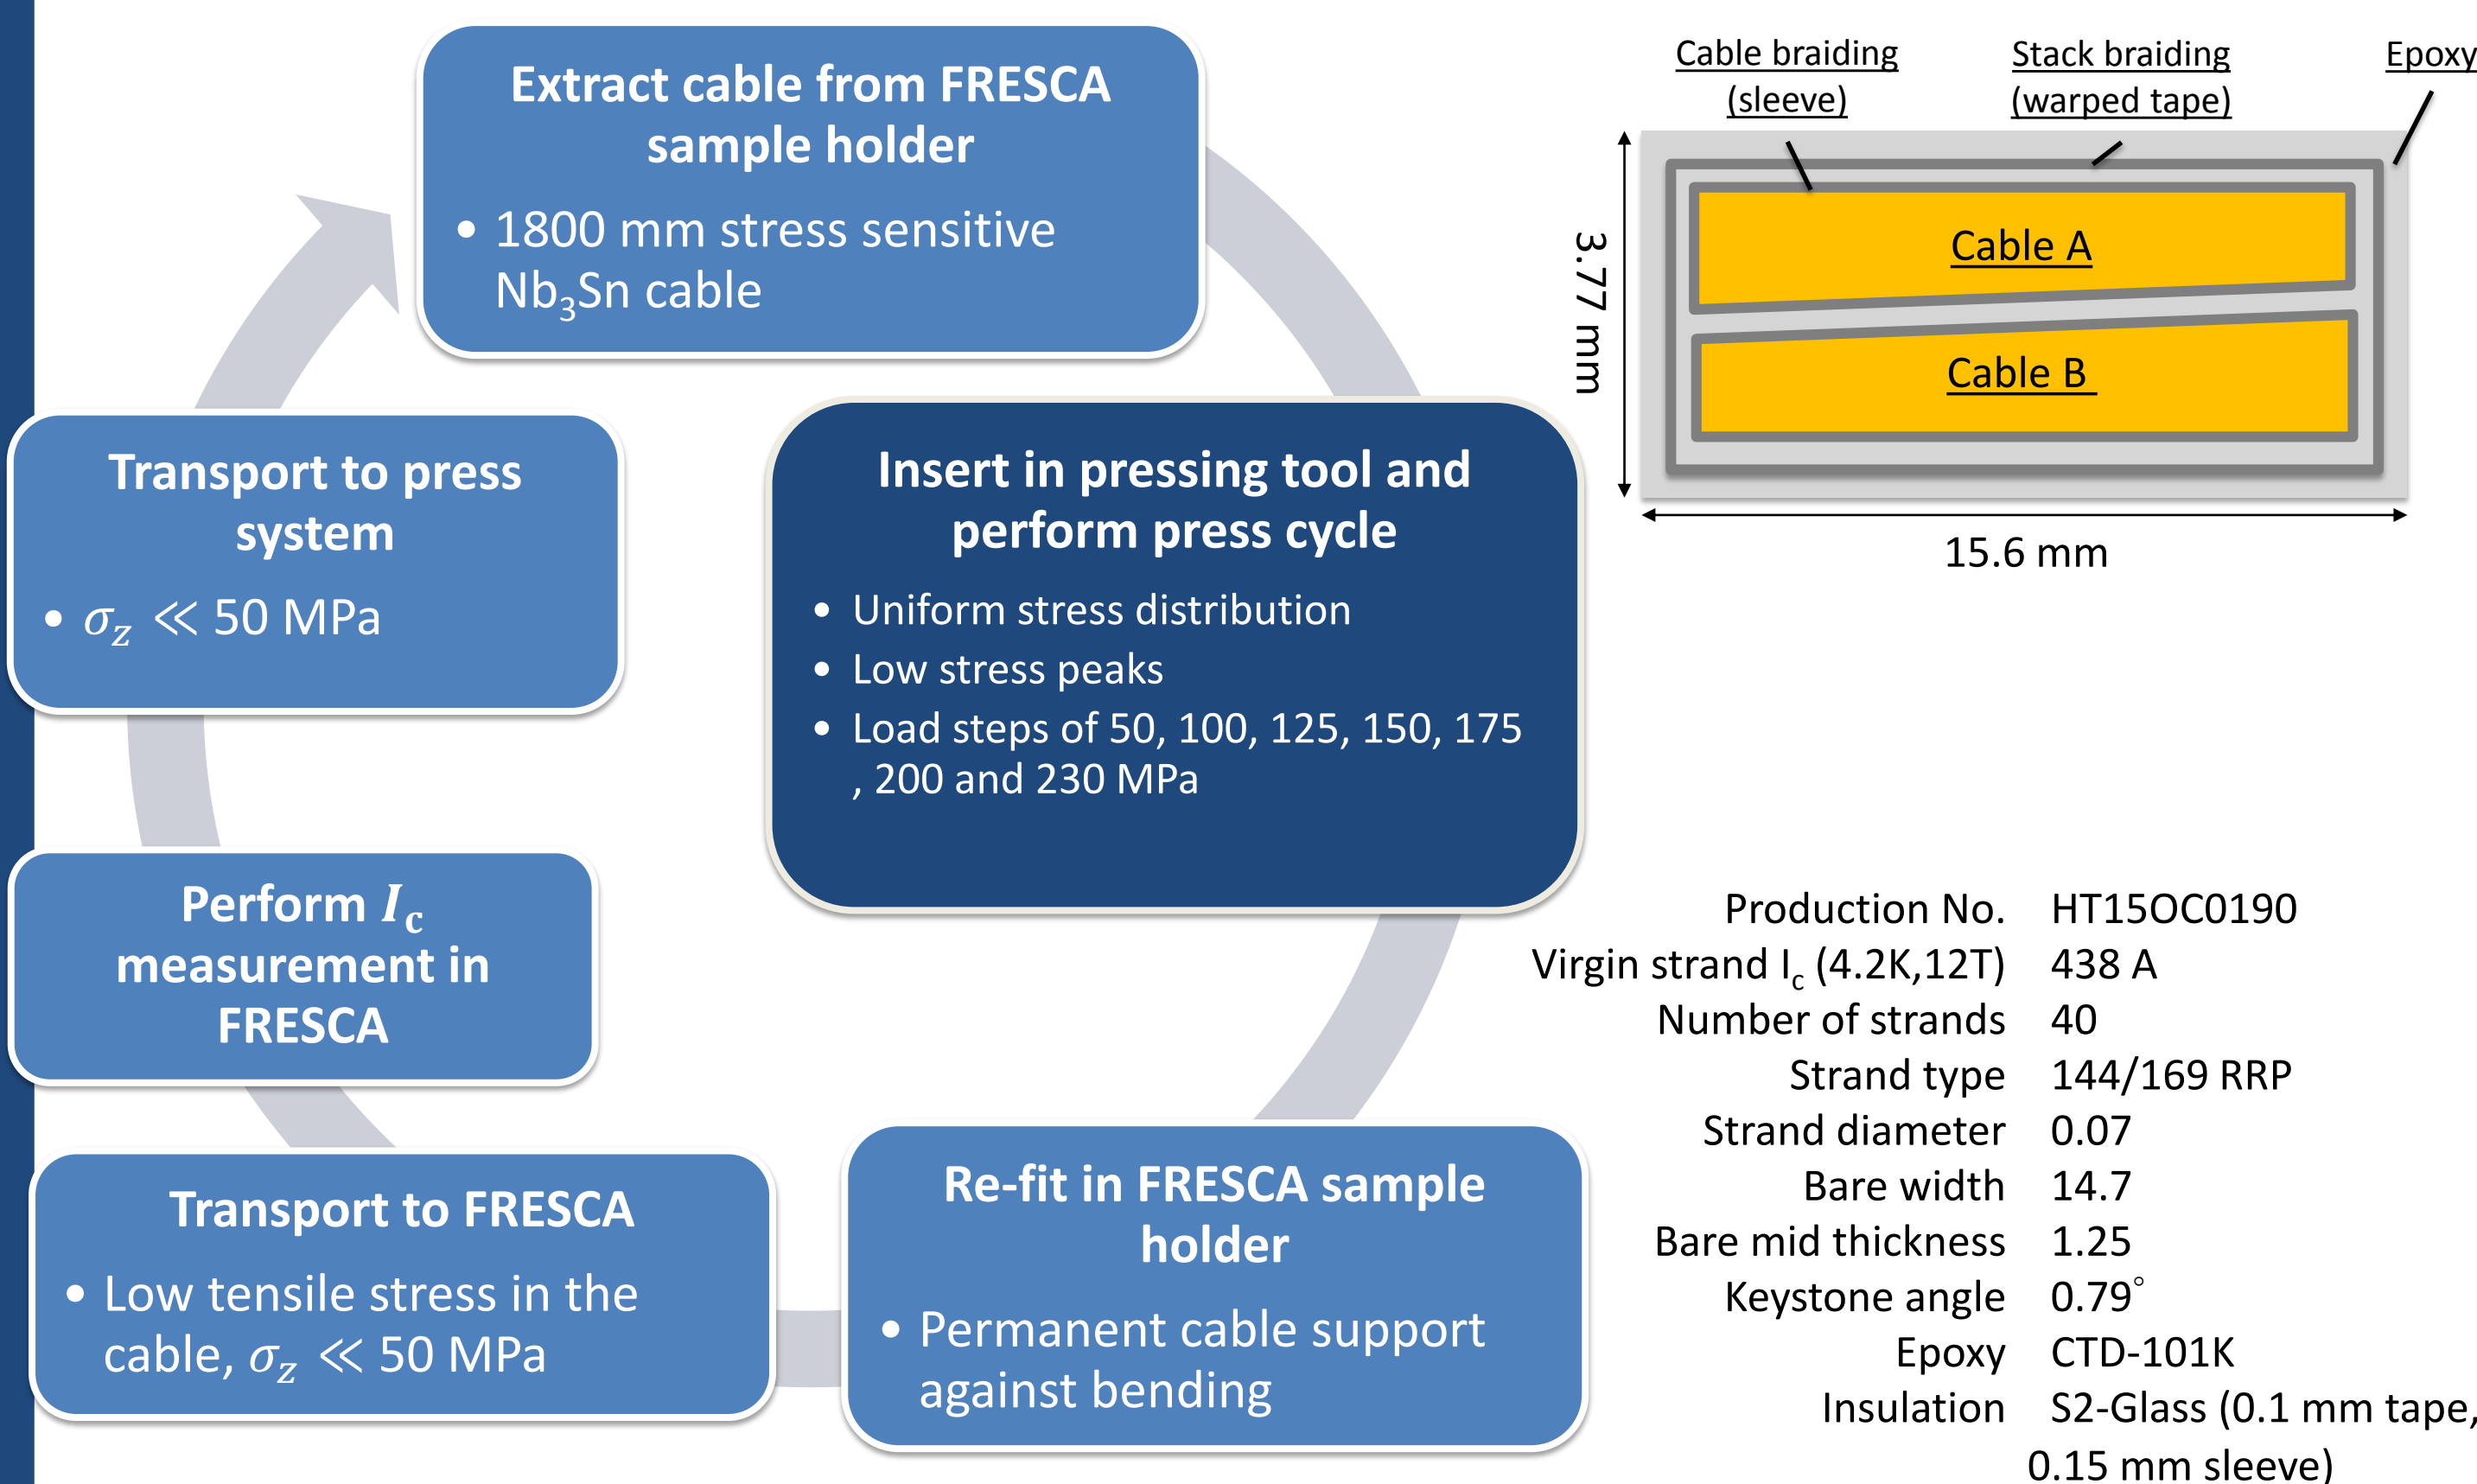 Extract cable from FRESCA
sample holder
• 1800 mm stress sensitive
Nb₃Sn cable
Insert in pressing tool and
perform press cycle
• Uniform stress distribution
• Low stress peaks
• Load steps of 50, 100, 125, 150, 175
, 200 and 230 MPa
Re-fit in FRESCA sample
holder
• Permanent cable support
against bending
Transport to FRESCA
• Low tensile stress in the
cable, σ_z ≪ 50 MPa
Perform I_c
measurement in
FRESCA
Transport to press
system
• σ_z ≪ 50 MPa
Cable braiding
(sleeve)
Stack braiding
(warped tape)
Epoxy
Cable A
Cable B
3.77 mm
15.6 mm
Production No. HT15OC0190
Virgin strand I_c (4.2K,12T) 438 A
Number of strands 40
Strand type 144/169 RRP
Strand diameter 0.07
Bare width 14.7
Bare mid thickness 1.25
Keystone angle 0.79°
Epoxy CTD-101K
Insulation S2-Glass (0.1 mm tape,
0.15 mm sleeve)